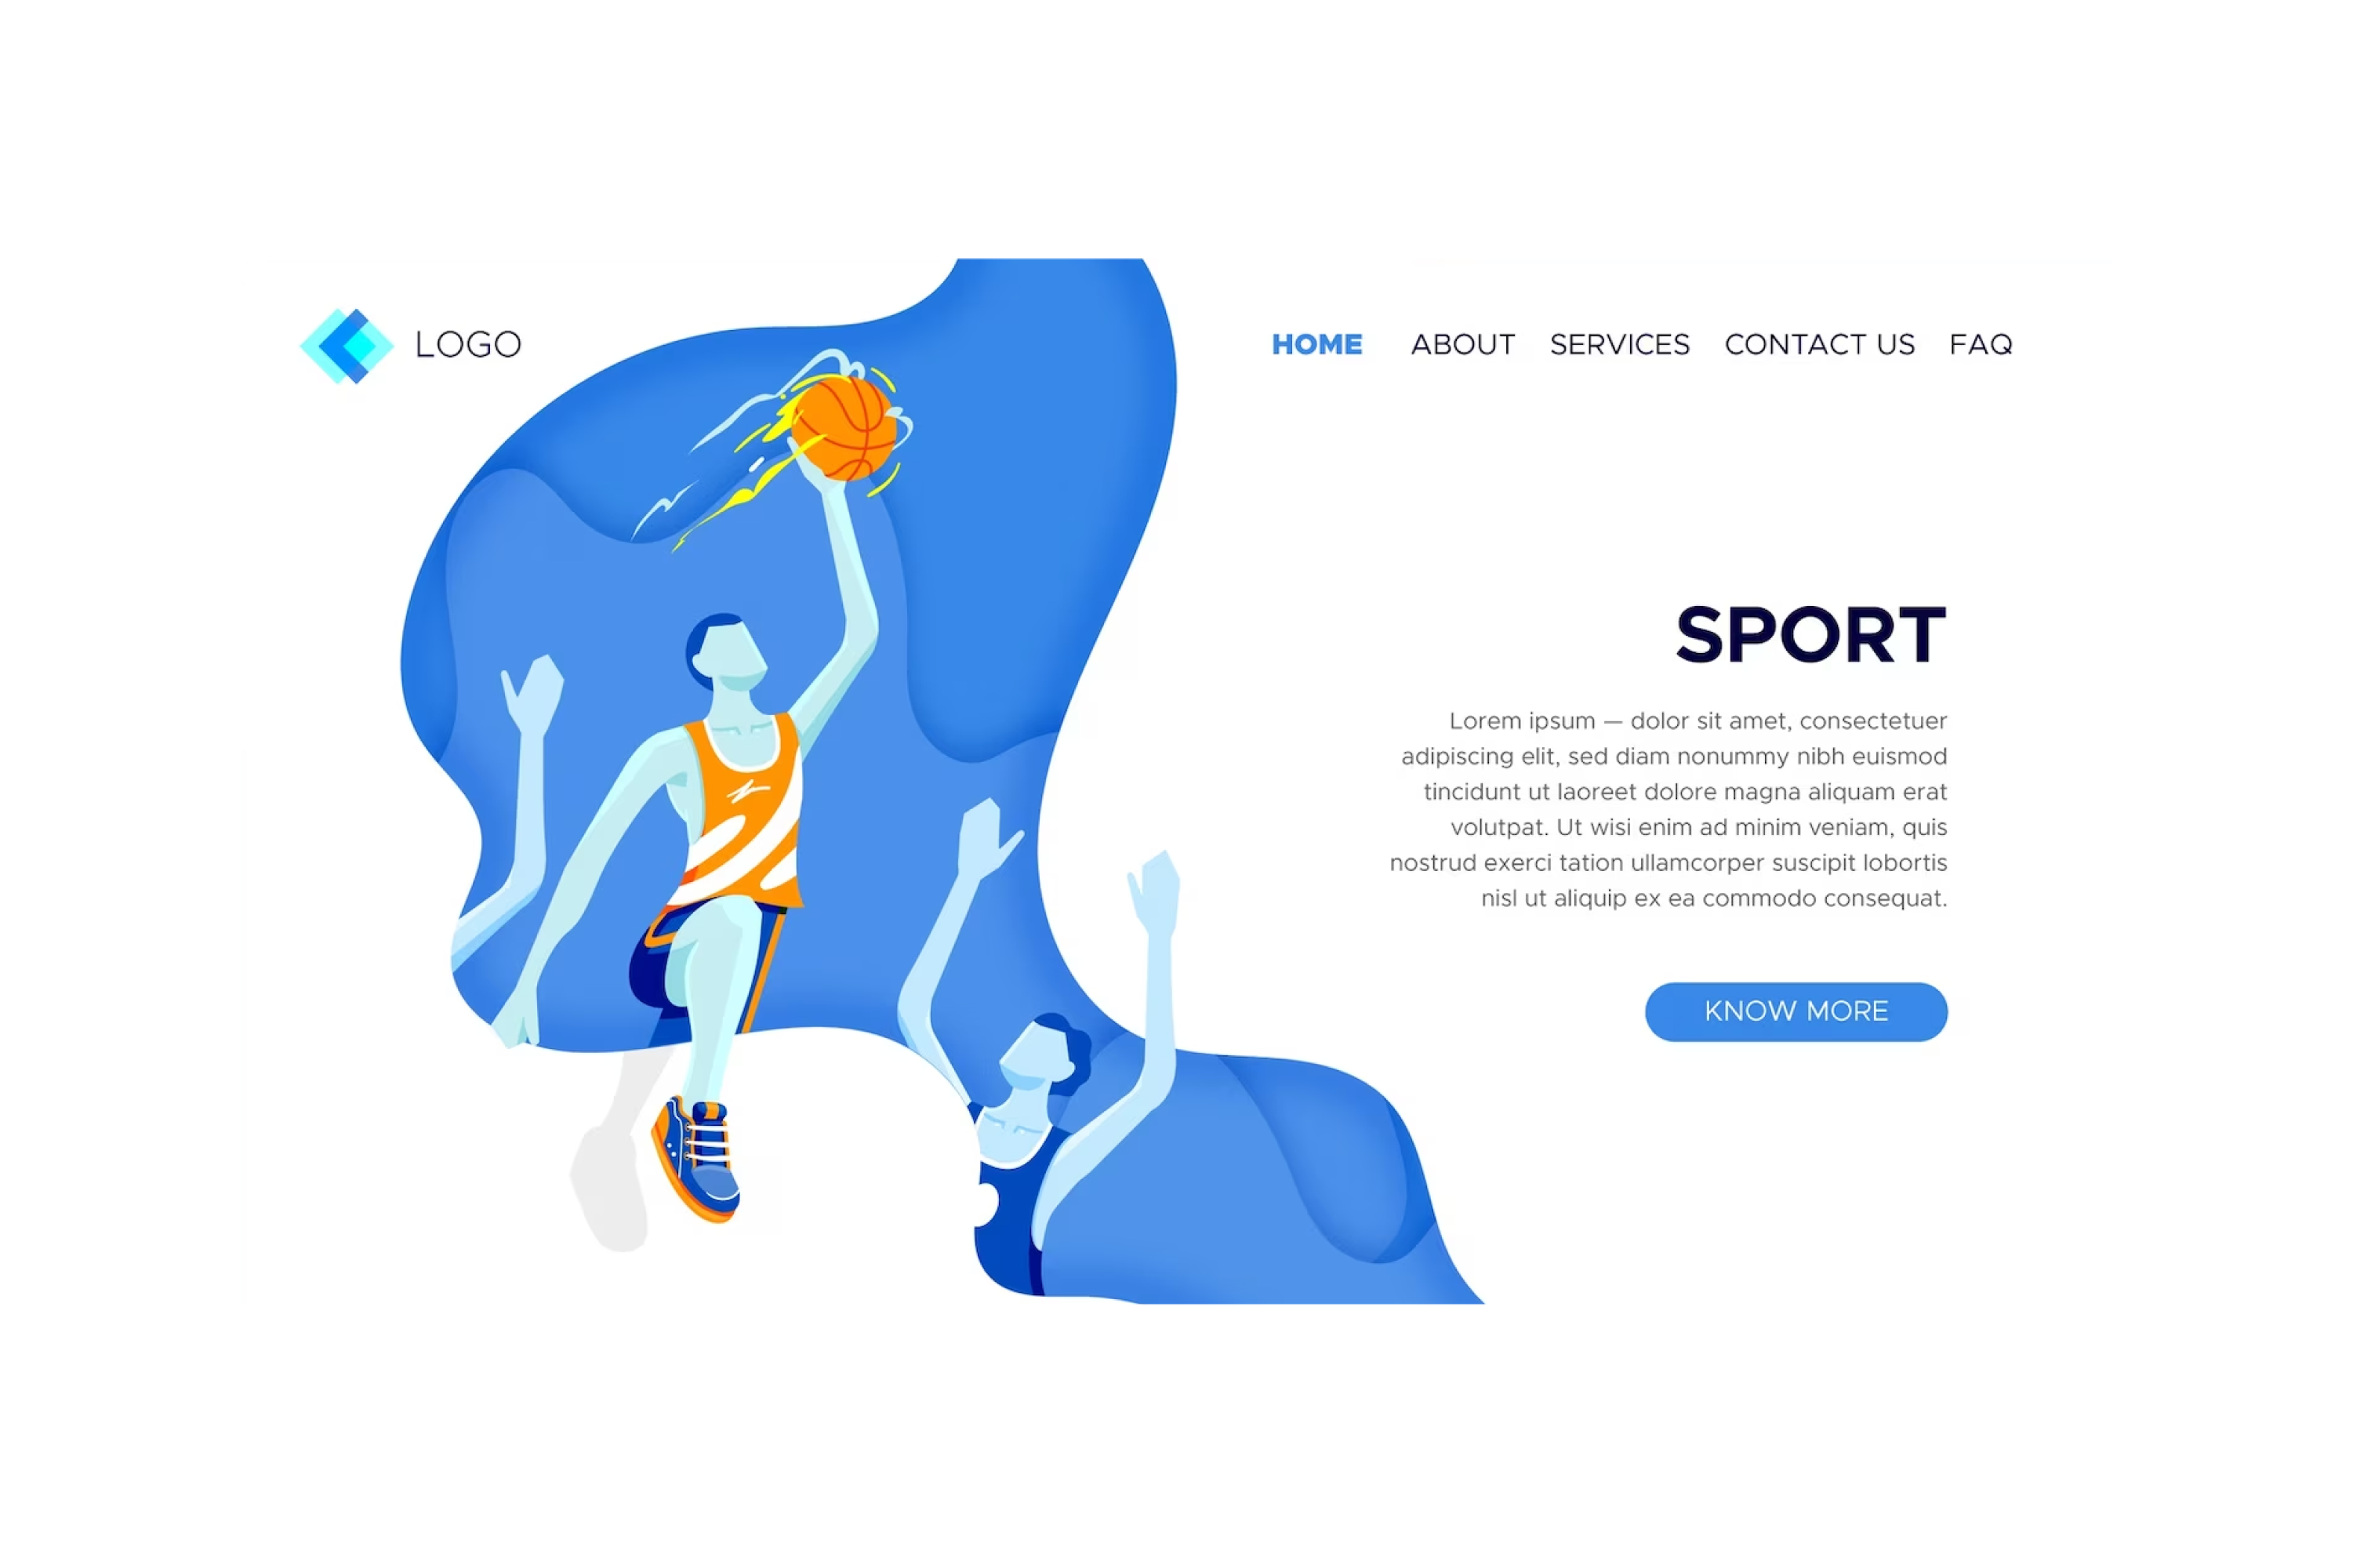 LOGO
HOME ABOUT SERVICES CONTACT US FAQ
SPORT
Lorem ipsum — dolor sit amet, consectetuer
adipiscing elit, sed diam nonummy nibh euismod
tincidunt ut laoreet dolore magna aliquam erat
volutpat. Ut wisi enim ad minim veniam, quis
nostrud exerci tation ullamcorper suscipit lobortis
nisl ut aliquip ex ea commodo consequat.
KNOW MORE